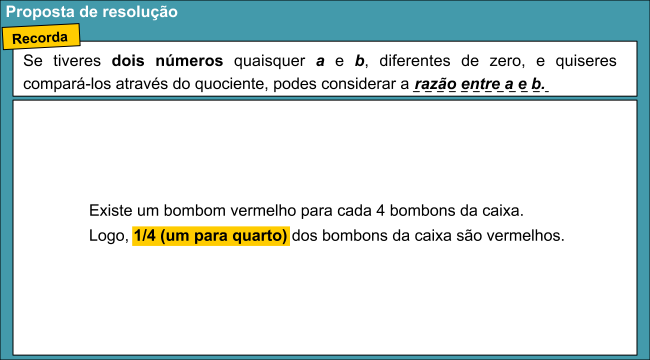 Proposta de resolução
Recorda
Se tiveres dois números quaisquer a e b, diferentes de zero, e quiseres
compará-los através do quociente, podes considerar a razão entre a e b.
Existe um bombom vermelho para cada 4 bombons da caixa.
Logo, 1/4 (um para quarto) dos bombons da caixa são vermelhos.